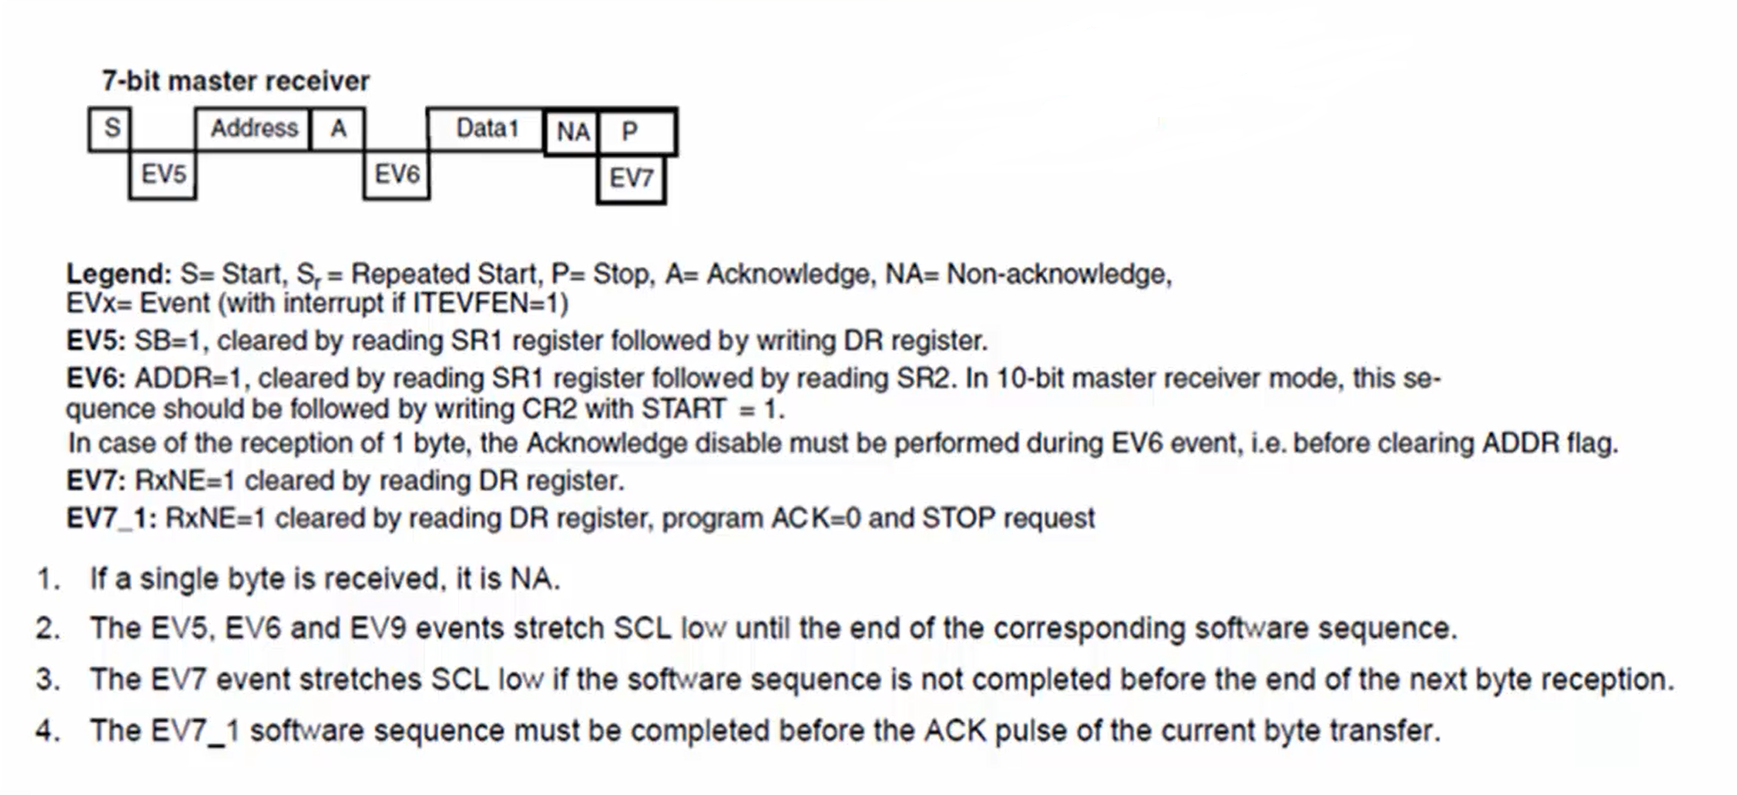 7-bit master receiver
S Address A Data1 NA P
EV5 EV6 EV7
Legend: S= Start, Sr = Repeated Start, P= Stop, A= Acknowledge, NA= Non-acknowledge,
EVx= Event (with interrupt if ITEVFEN=1)
EV5: SB=1, cleared by reading SR1 register followed by writing DR register.
EV6: ADDR=1, cleared by reading SR1 register followed by reading SR2. In 10-bit master receiver mode, this se-
quence should be followed by writing CR2 with START = 1.
In case of the reception of 1 byte, the Acknowledge disable must be performed during EV6 event, i.e. before clearing ADDR flag.
EV7: RxNE=1 cleared by reading DR register.
EV7_1: RxNE=1 cleared by reading DR register, program ACK=0 and STOP request
1. If a single byte is received, it is NA.
2. The EV5, EV6 and EV9 events stretch SCL low until the end of the corresponding software sequence.
3. The EV7 event stretches SCL low if the software sequence is not completed before the end of the next byte reception.
4. The EV7_1 software sequence must be completed before the ACK pulse of the current byte transfer.